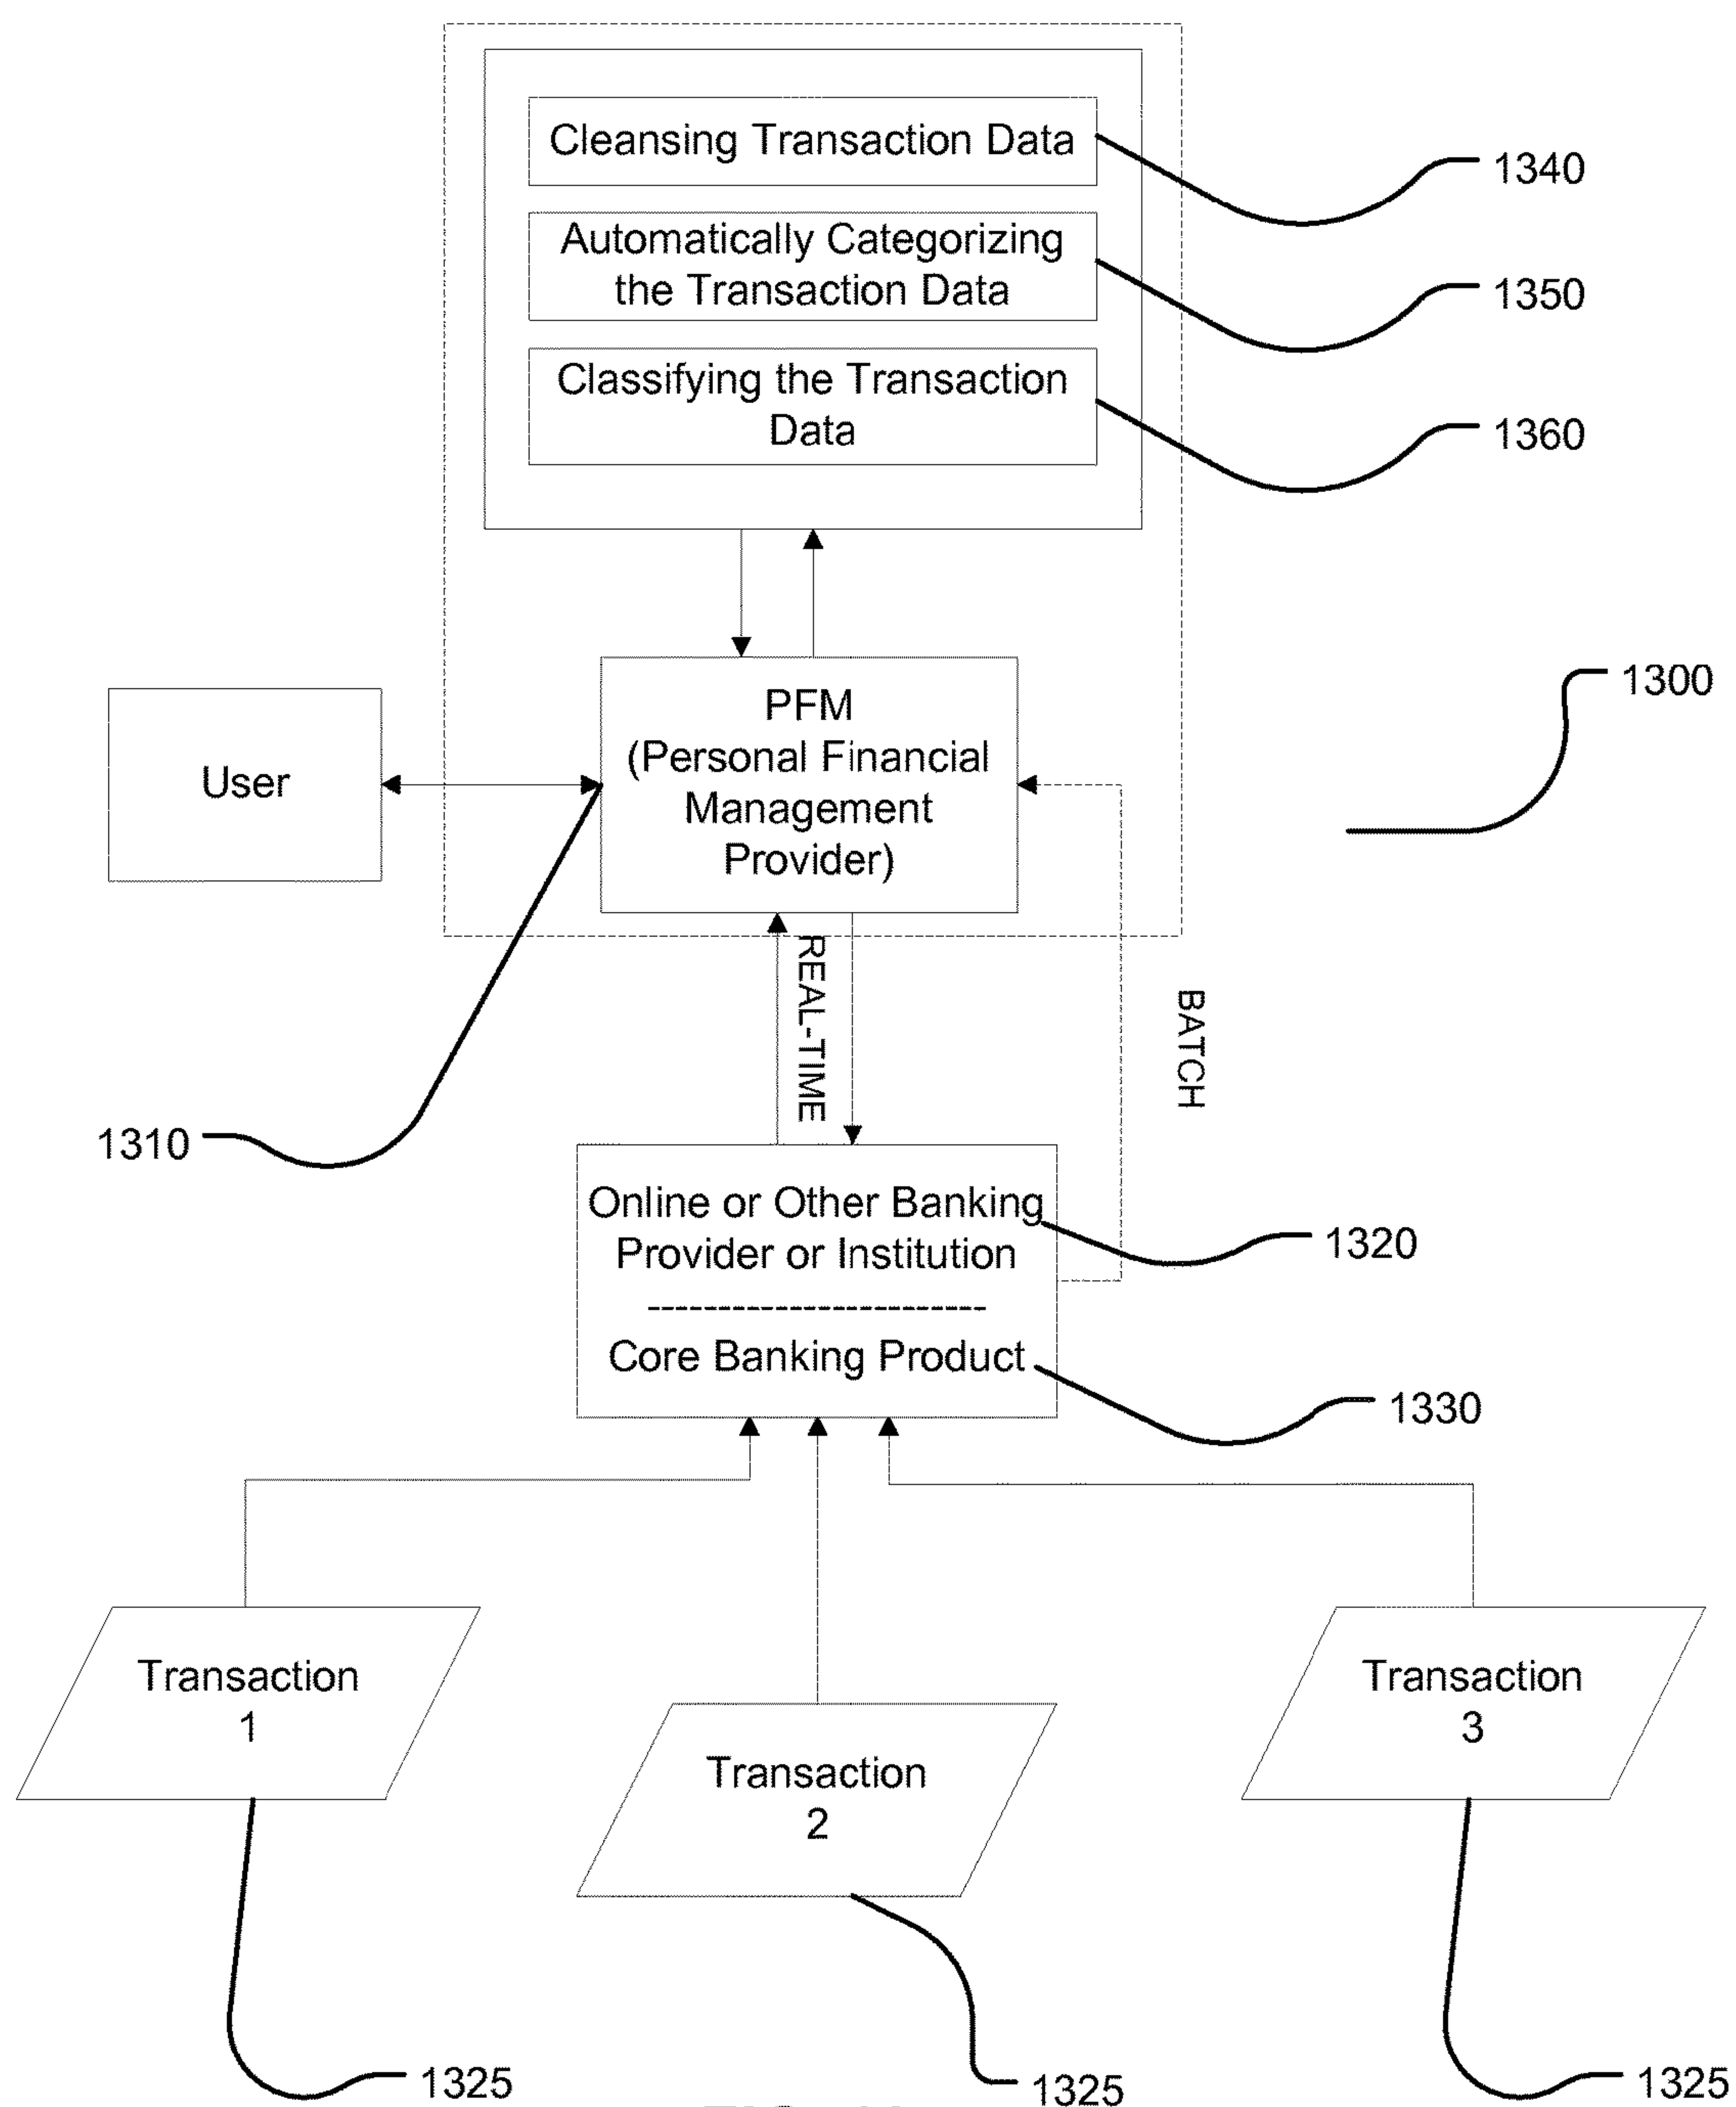 Cleansing Transaction Data
1340
Automatically Categorizing
the Transaction Data
1350
Classifying the Transaction
Data
1360
1300
User
PFM
(Personal Financial
Management
Provider)
REAL-TIME
BATCH
1310
Online or Other Banking
Provider or Institution
1320
Core Banking Product
1330
Transaction
1
Transaction
2
Transaction
3
1325
1325
1325